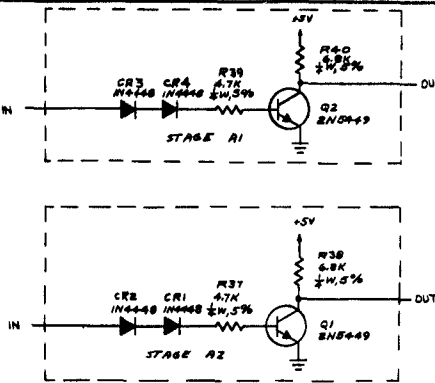 +5V
R40
6.8K
¼W, 5%
CR3
1N4448
CR4
1N4448
R39
4.7K
¼W, 5%
OU
IN
Q2
2N5449
STAGE A1
+5V
R38
6.8K
¼W, 5%
CR2
1N4448
CR1
1N4448
R37
4.7K
¼W, 5%
OUT
IN
Q1
2N5449
STAGE A2